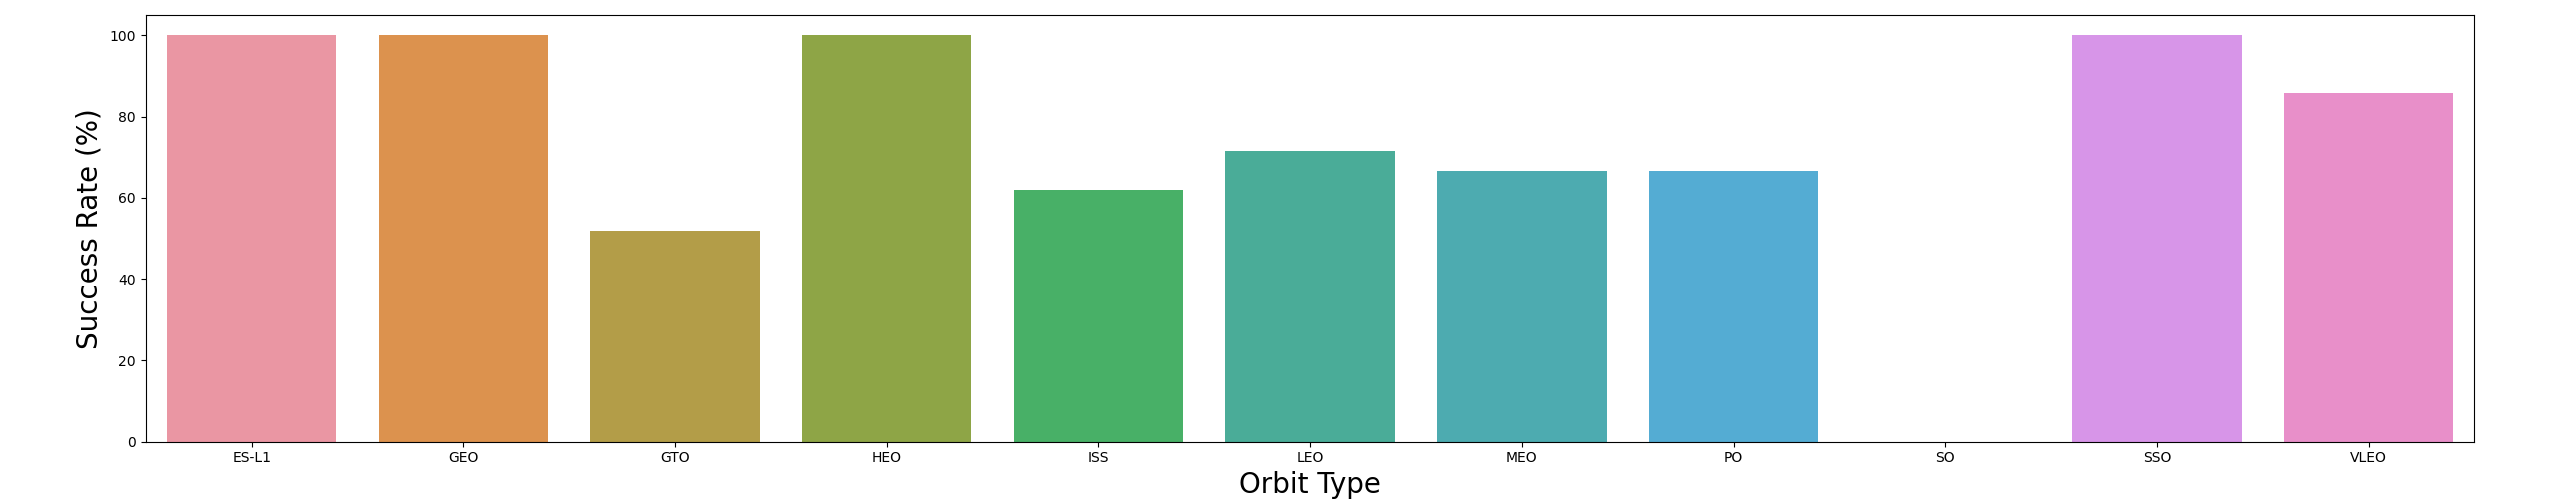 100
80
60
40
20
0
Success Rate (%)
ES-L1 GEO GTO HEO ISS LEO MEO PO SO SSO VLEO
Orbit Type